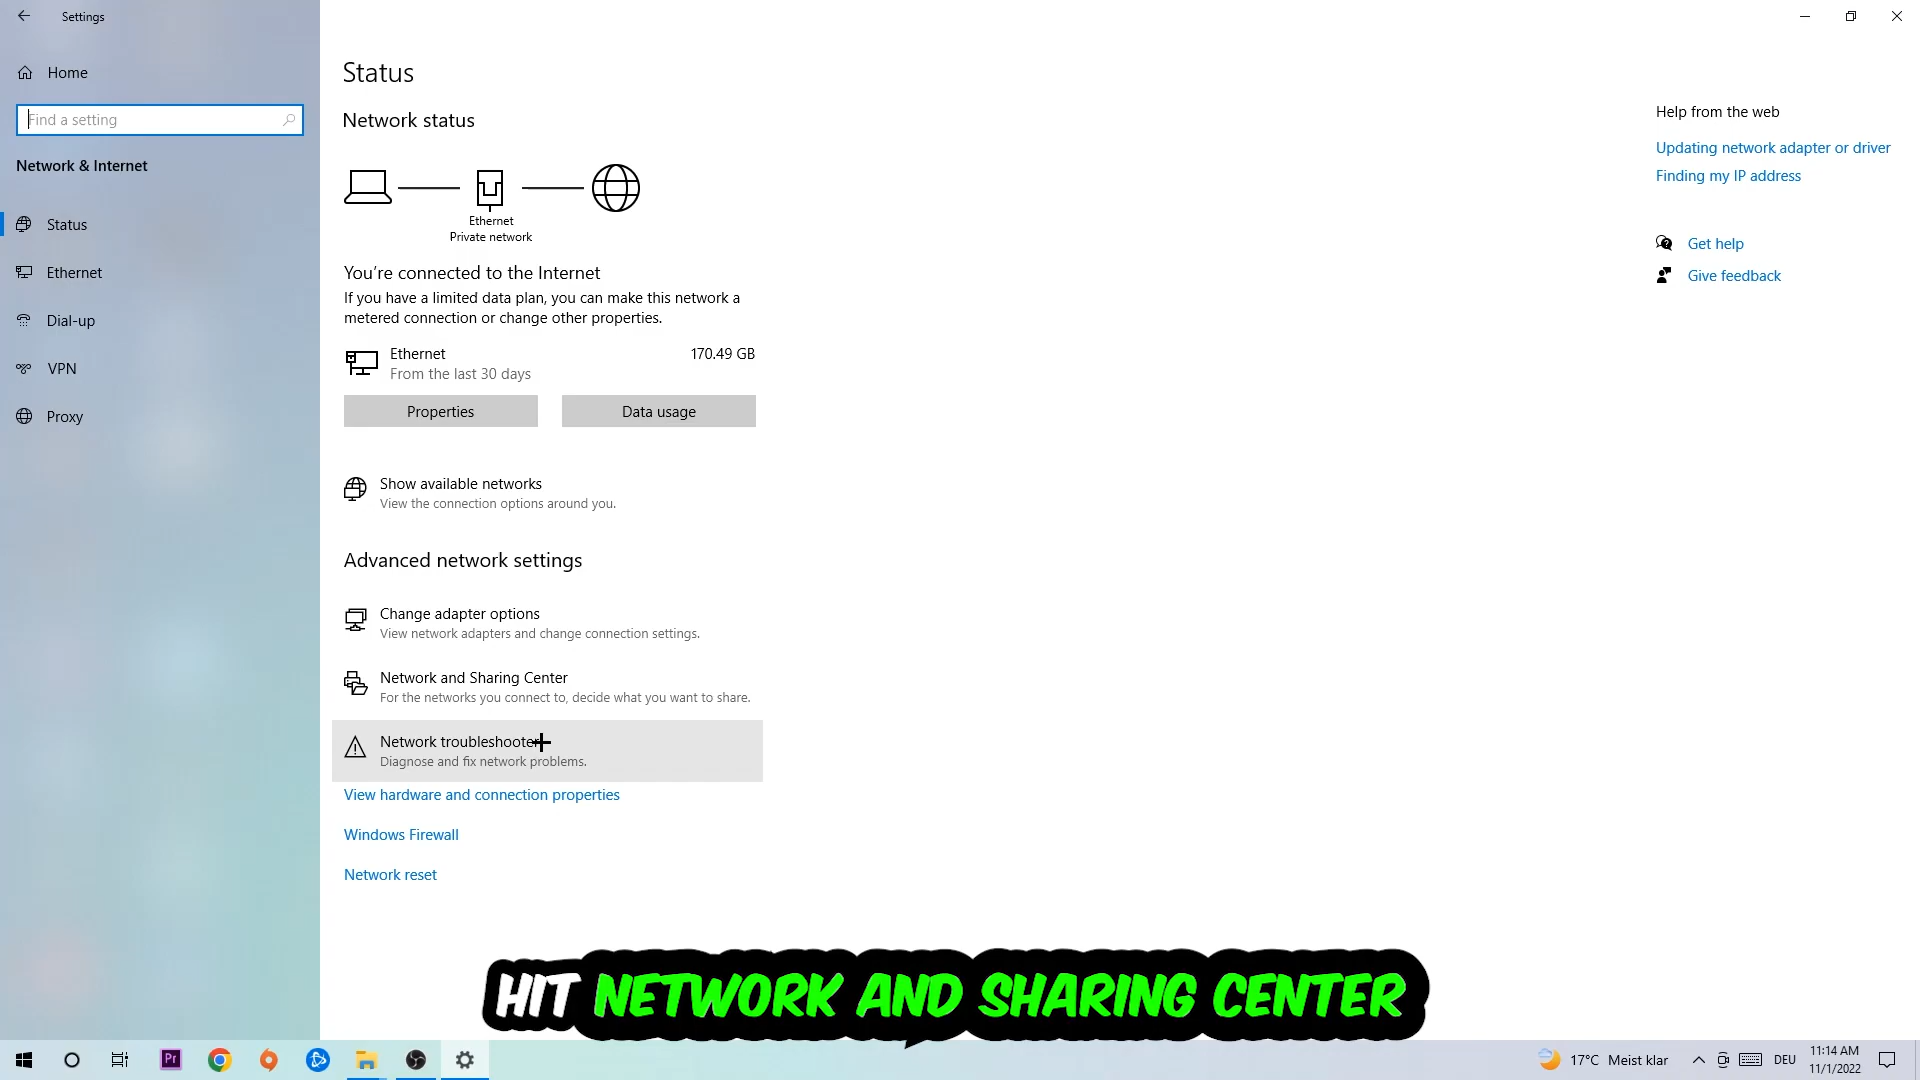 Settings
Home
Find a setting
Network & Internet
Status
Ethernet
Dial-up
VPN
Proxy
Status
Network status
Ethernet
Private network
You're connected to the Internet
If you have a limited data plan, you can make this network a
metered connection or change other properties.
Ethernet
170.49 GB
From the last 30 days
Properties
Data usage
Show available networks
View the connection options around you.
Advanced network settings
Change adapter options
View network adapters and change connection settings.
Network and Sharing Center
For the networks you connect to, decide what you want to share.
Network troubleshooter
Diagnose and fix network problems.
View hardware and connection properties
Windows Firewall
Network reset
Help from the web
Updating network adapter or driver
Finding my IP address
Get help
Give feedback
HIT NETWORK AND SHARING CENTER
Pr
17°C Meist klar
DEU
11:14 AM
11/1/2022